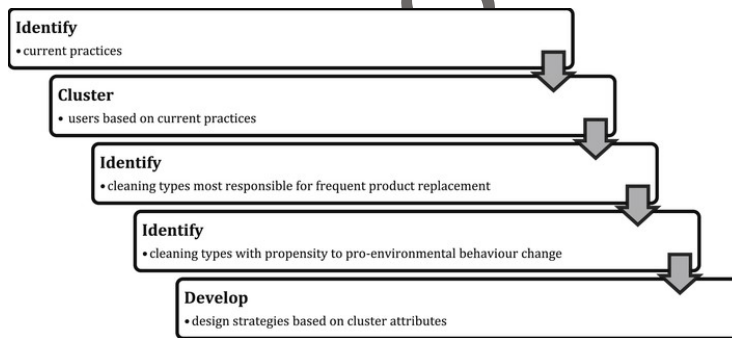 Identify
• current practices
Cluster
• users based on current practices
Identify
• cleaning types most responsible for frequent product replacement
Identify
• cleaning types with propensity to pro-environmental behaviour change
Develop
• design strategies based on cluster attributes